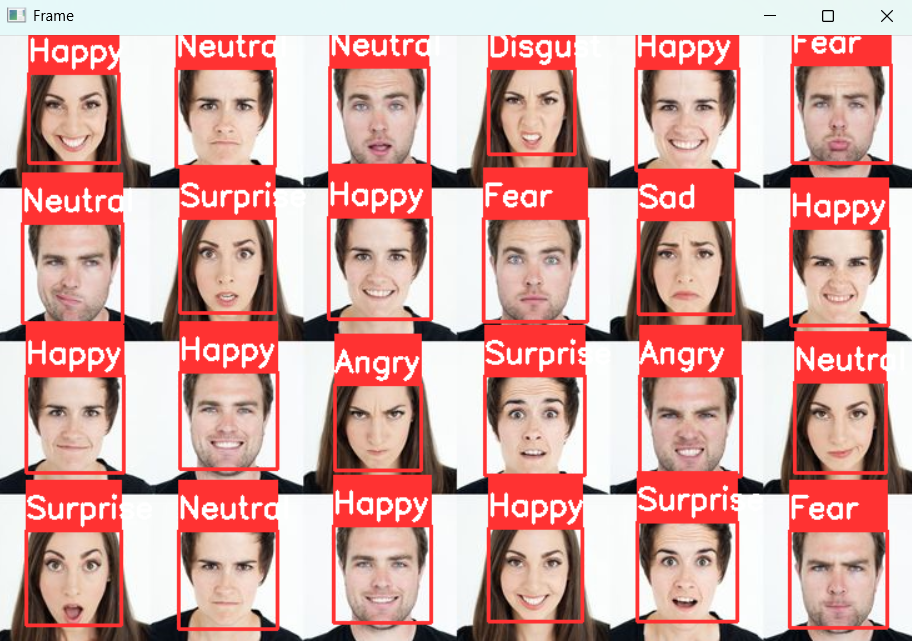 Frame
Happy
Neutral
Neutral
Disgust
Happy
Fear
Neutral
Surprise
Happy
Fear
Sad
Happy
Happy
Happy
Angry
Surprise
Angry
Neutral
Surprise
Neutral
Happy
Happy
Surprise
Fear